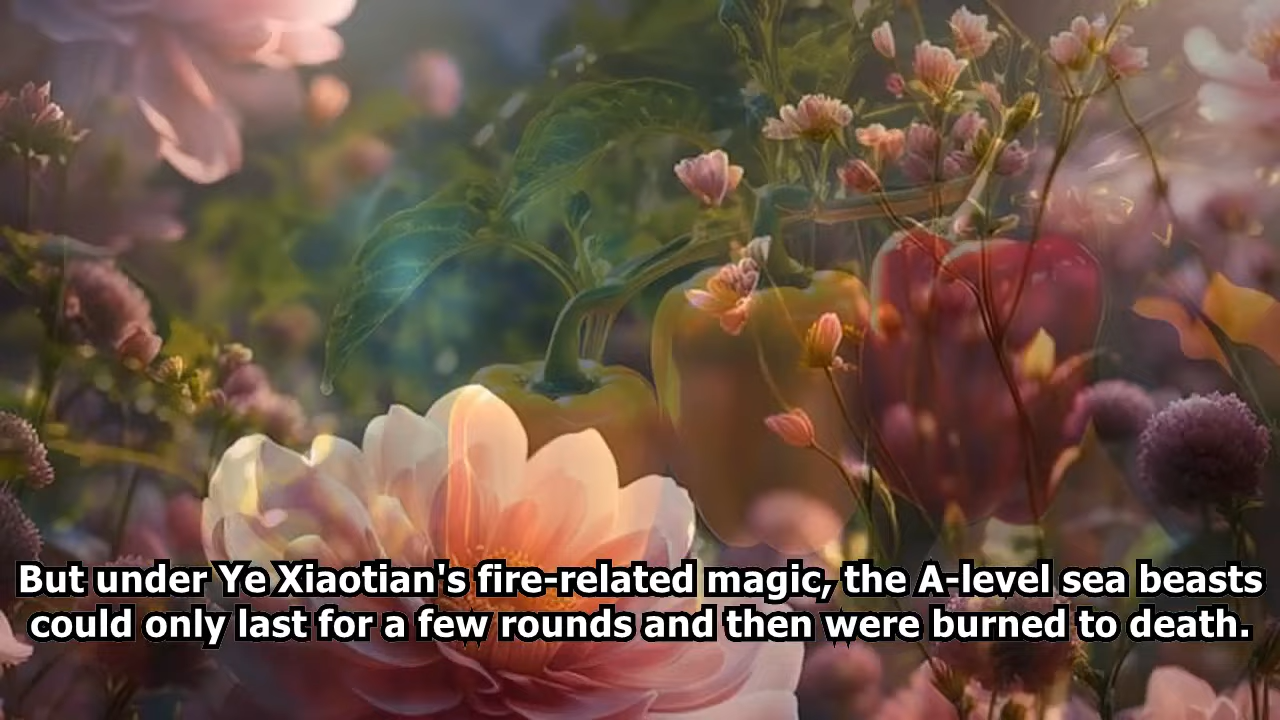 But under Ye Xiaotian's fire-related magic, the A-level sea beasts
could only last for a few rounds and then were burned to death.